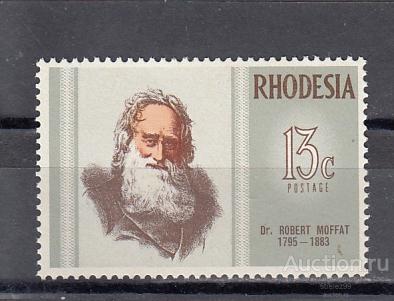 RHODESIA
13c
POSTAGE
Dr. ROBERT MOFFAT
1795 – 1883
Auction.ru